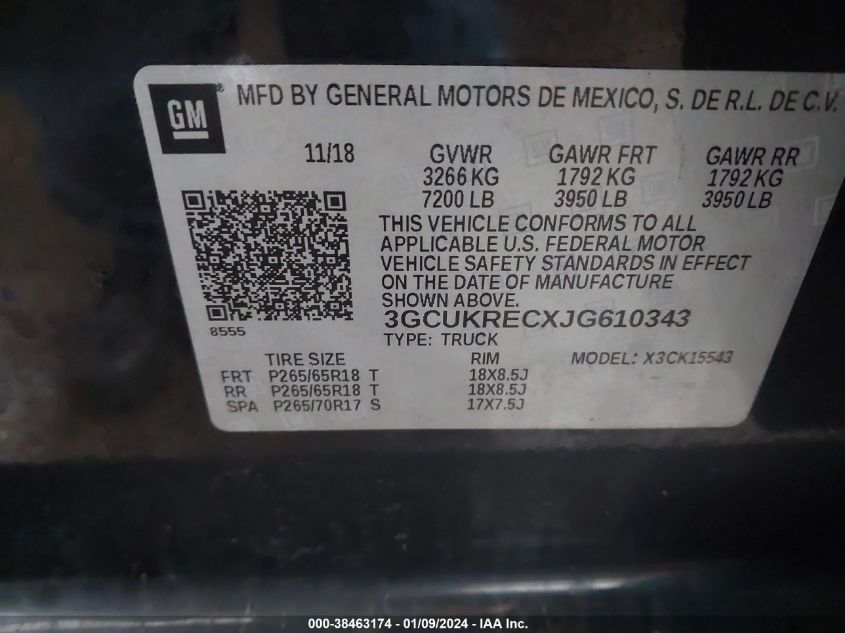 GM ® MFD BY GENERAL MOTORS DE MEXICO, S. DE R.L. DE C.V.
11/18 GVWR GAWR FRT GAWR RR
3266 KG 1792 KG 1792 KG
7200 LB 3950 LB 3950 LB
THIS VEHICLE CONFORMS TO ALL
APPLICABLE U.S. FEDERAL MOTOR
VEHICLE SAFETY STANDARDS IN EFFECT
ON THE DATE OF MANUFACTURE
SHOWN ABOVE.
8555
3GCUKRECXJG610343
TYPE: TRUCK
TIRE SIZE RIM MODEL: X3CK15543
FRT P265/65R18 T 18X8.5J
RR P265/65R18 T 18X8.5J
SPA P265/70R17 S 17X7.5J
000-38463174 - 01/09/2024 - IAA Inc.